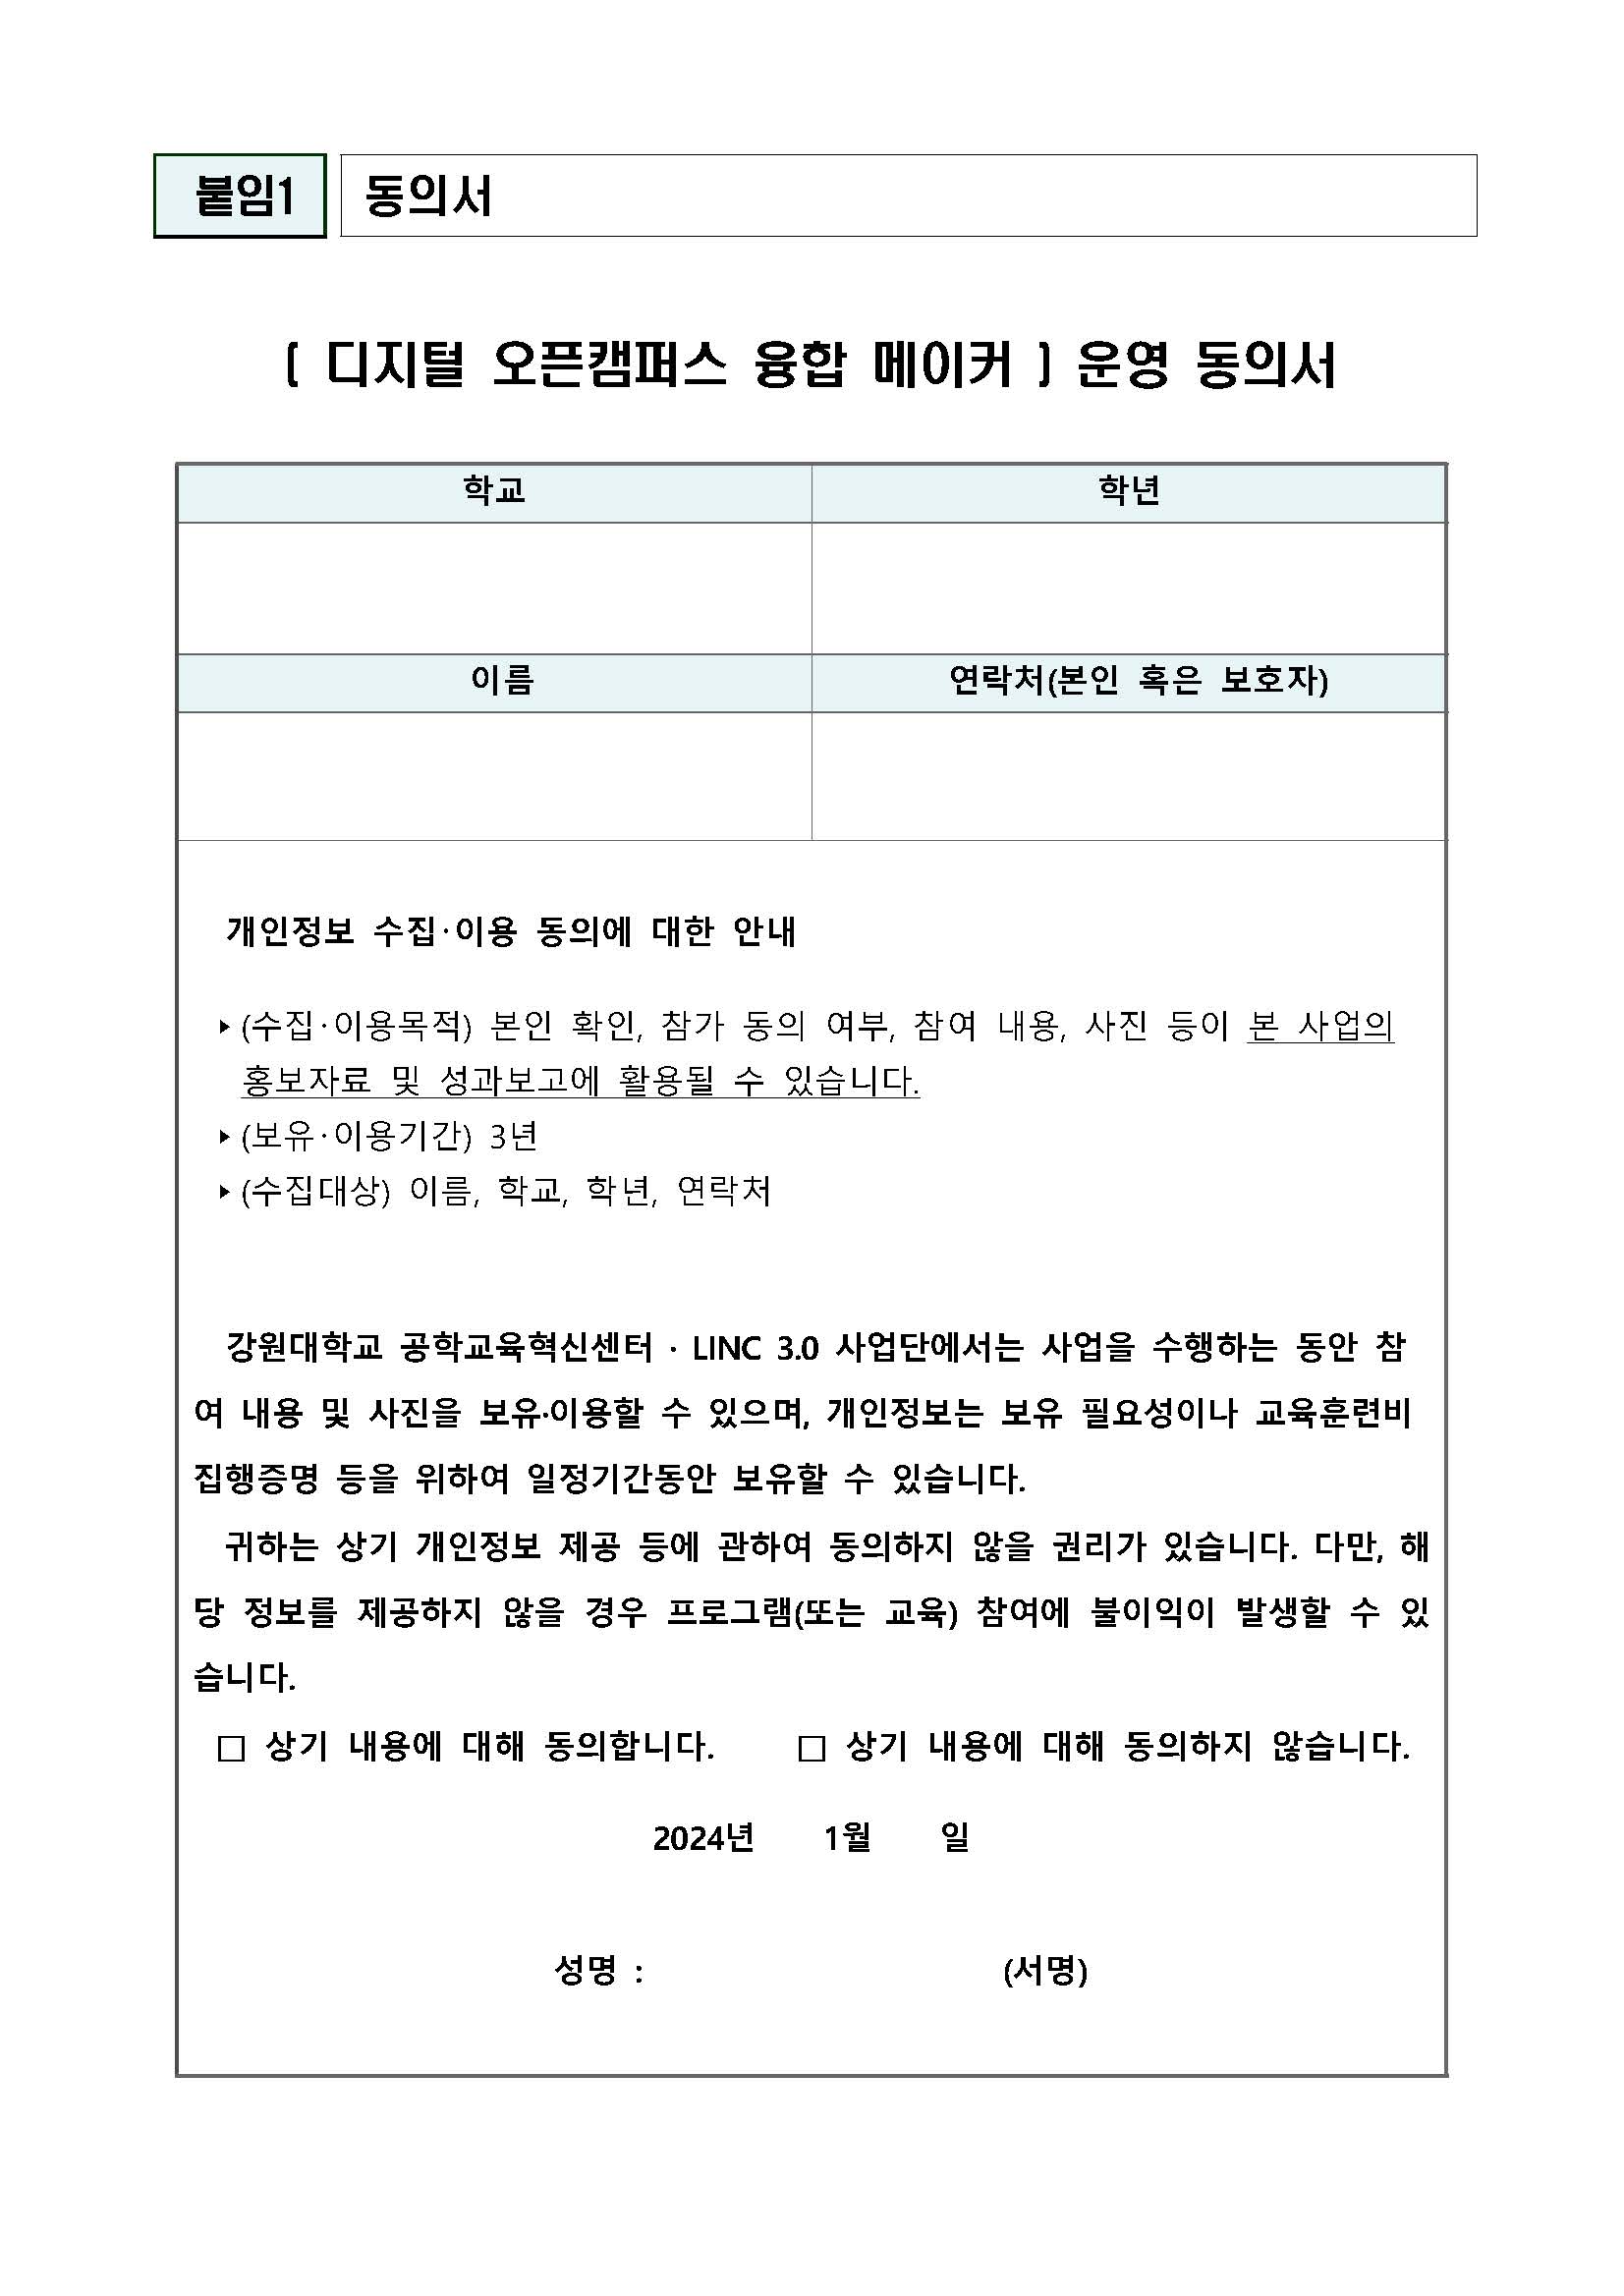 붙임1 동의서
[ 디지털 오픈캠퍼스 융합 메이커 ] 운영 동의서
학교 학년
이름 연락처(본인 혹은 보호자)
개인정보 수집·이용 동의에 대한 안내
▸(수집·이용목적) 본인 확인, 참가 동의 여부, 참여 내용, 사진 등이 본 사업의
홍보자료 및 성과보고에 활용될 수 있습니다.
▸(보유·이용기간) 3년
▸(수집대상) 이름, 학교, 학년, 연락처
강원대학교 공학교육혁신센터 · LINC 3.0 사업단에서는 사업을 수행하는 동안 참
여 내용 및 사진을 보유·이용할 수 있으며, 개인정보는 보유 필요성이나 교육훈련비
집행증명 등을 위하여 일정기간동안 보유할 수 있습니다.
귀하는 상기 개인정보 제공 등에 관하여 동의하지 않을 권리가 있습니다. 다만, 해
당 정보를 제공하지 않을 경우 프로그램(또는 교육) 참여에 불이익이 발생할 수 있
습니다.
□ 상기 내용에 대해 동의합니다. □ 상기 내용에 대해 동의하지 않습니다.
2024년 1월 일
성명 : (서명)